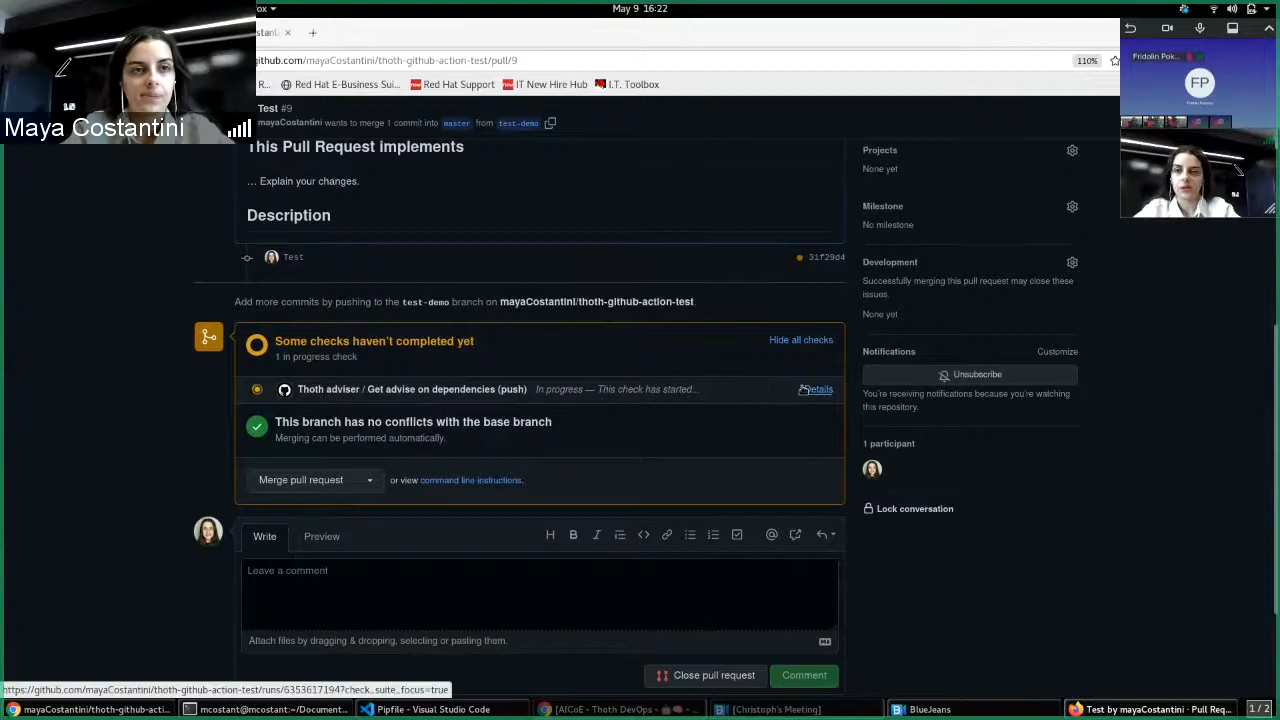 ox
May 9 16:22
stant
github.com/mayaCostantini/thoth-github-action-test/pull/9
110%
R...
Red Hat E-Business Sui...
Red Hat Support
IT New Hire Hub
I.T. Toolbox
Fridolin Pok...
FP
Maya Costantini
Test #9
mayaCostantini wants to merge 1 commit into master from test-demo
This Pull Request implements
… Explain your changes.
Description
Test
31f29d4
Add more commits by pushing to the test-demo branch on mayaCostantini/thoth-github-action-test.
Some checks haven't completed yet
1 in progress check
Hide all checks
Thoth adviser / Get advise on dependencies (push) In progress — This check has started...
Details
This branch has no conflicts with the base branch
Merging can be performed automatically.
Merge pull request
or view command line instructions.
Write
Preview
Leave a comment
Attach files by dragging & dropping, selecting or pasting them.
Close pull request
Comment
Projects
None yet
Milestone
No milestone
Development
Successfully merging this pull request may close these
issues.
None yet
Notifications
Customize
Unsubscribe
You're receiving notifications because you're watching
this repository.
1 participant
Lock conversation
https://github.com/mayaCostantini/thoth-github-action-test/runs/6353617194?check_suite_focus=true
mayaCostantini/thoth-github-acti...
mcostant@mcostant:~/Document...
Pipfile - Visual Studio Code
[AICoE - Thoth DevOps -
[Christoph's Meeting]
BlueJeans
Test by mayaCostantini · Pull Req...
1 / 2